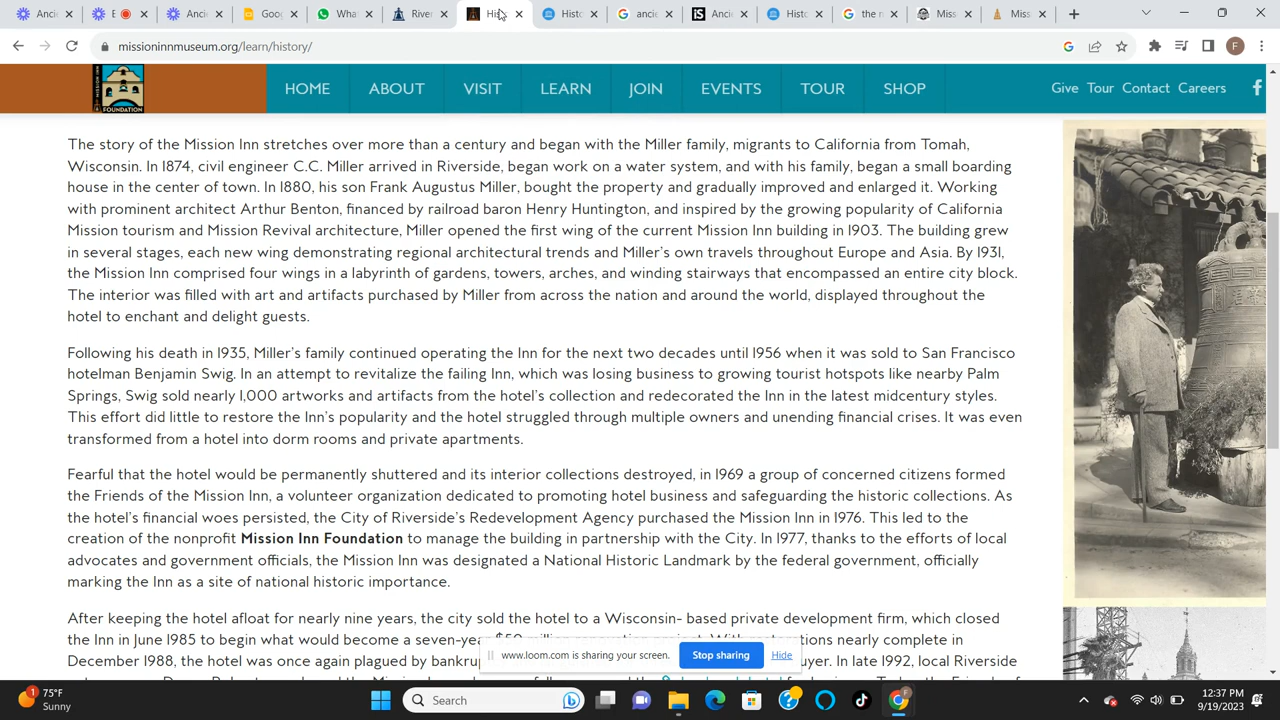 Ancie
E
Ancie
Goo
What
River
His
Histo
ancie
Ancie
Histo
the n
Missi
Missi
missioninnmuseum.org/learn/history/
F
MISSION INN
FOUNDATION
HOME ABOUT VISIT LEARN JOIN EVENTS TOUR SHOP
Give Tour Contact Careers
The story of the Mission Inn stretches over more than a century and began with the Miller family, migrants to California from Tomah,
Wisconsin. In 1874, civil engineer C.C. Miller arrived in Riverside, began work on a water system, and with his family, began a small boarding
house in the center of town. In 1880, his son Frank Augustus Miller, bought the property and gradually improved and enlarged it. Working
with prominent architect Arthur Benton, financed by railroad baron Henry Huntington, and inspired by the growing popularity of California
Mission tourism and Mission Revival architecture, Miller opened the first wing of the current Mission Inn building in 1903. The building grew
in several stages, each new wing demonstrating regional architectural trends and Miller's own travels throughout Europe and Asia. By 1931,
the Mission Inn comprised four wings in a labyrinth of gardens, towers, arches, and winding stairways that encompassed an entire city block.
The interior was filled with art and artifacts purchased by Miller from across the nation and around the world, displayed throughout the
hotel to enchant and delight guests.
Following his death in 1935, Miller's family continued operating the Inn for the next two decades until 1956 when it was sold to San Francisco
hotelman Benjamin Swig. In an attempt to revitalize the failing Inn, which was losing business to growing tourist hotspots like nearby Palm
Springs, Swig sold nearly 1,000 artworks and artifacts from the hotel's collection and redecorated the Inn in the latest midcentury styles.
This effort did little to restore the Inn's popularity and the hotel struggled through multiple owners and unending financial crises. It was even
transformed from a hotel into dorm rooms and private apartments.
Fearful that the hotel would be permanently shuttered and its interior collections destroyed, in 1969 a group of concerned citizens formed
the Friends of the Mission Inn, a volunteer organization dedicated to promoting hotel business and safeguarding the historic collections. As
the hotel's financial woes persisted, the City of Riverside's Redevelopment Agency purchased the Mission Inn in 1976. This led to the
creation of the nonprofit Mission Inn Foundation to manage the building in partnership with the City. In 1977, thanks to the efforts of local
advocates and government officials, the Mission Inn was designated a National Historic Landmark by the federal government, officially
marking the Inn as a site of national historic importance.
After keeping the hotel afloat for nearly nine years, the city sold the hotel to a Wisconsin- based private development firm, which closed
the Inn in June 1985 to begin what would become a seven-year
nearly complete in
December 1988, the hotel was once again plagued by
In late 1992, local Riverside
www.loom.com is sharing your screen. Stop sharing Hide
75°F
Sunny
1
Search
12:37 PM
9/19/2023